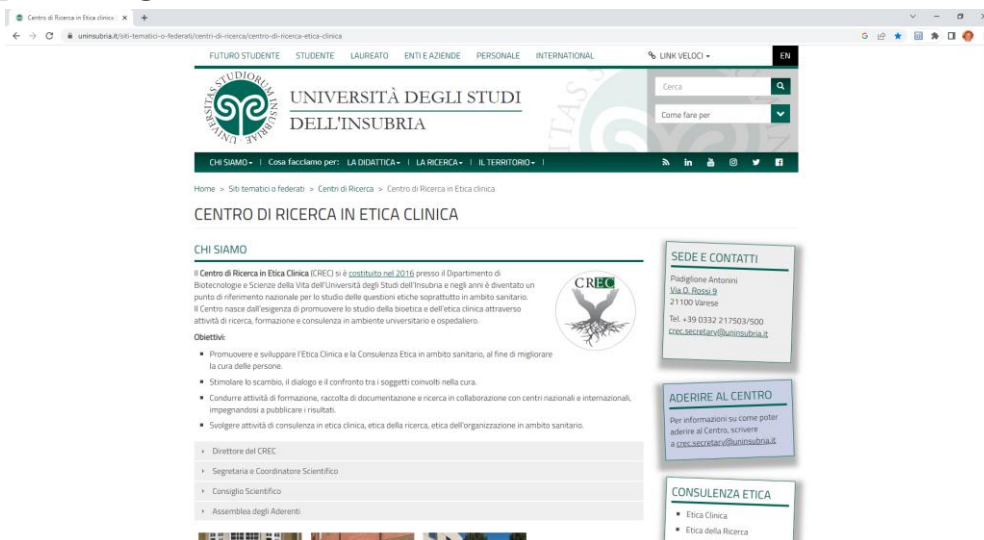 Centro di Ricerca in Etica clinica
uninsubria.it/siti-tematici-o-federati/centri-di-ricerca/centro-di-ricerca-etica-clinica
FUTURO STUDENTE STUDENTE LAUREATO ENTI E AZIENDE PERSONALE INTERNATIONAL LINK VELOCI EN
UNIVERSITÀ DEGLI STUDI
DELL'INSUBRIA
Cerca
Come fare per
CHI SIAMO | Cosa facciamo per: LA DIDATTICA | LA RICERCA | IL TERRITORIO |
Home > Siti tematici o federati > Centri di Ricerca > Centro di Ricerca in Etica clinica
CENTRO DI RICERCA IN ETICA CLINICA
CHI SIAMO
Il Centro di Ricerca in Etica Clinica (CREC) si è costituito nel 2016 presso il Dipartimento di
Biotecnologie e Scienze della Vita dell'Università degli Studi dell'Insubria e negli anni è diventato un
punto di riferimento nazionale per lo studio delle questioni etiche soprattutto in ambito sanitario.
Il Centro nasce dall'esigenza di promuovere lo studio della bioetica e dell'etica clinica attraverso
attività di ricerca, formazione e consulenza in ambiente universitario e ospedaliero.
CREC
Obiettivi:
Promuovere e sviluppare l'Etica Clinica e la Consulenza Etica in ambito sanitario, al fine di migliorare
la cura delle persone.
Stimolare lo scambio, il dialogo e il confronto tra i soggetti coinvolti nella cura.
Condurre attività di formazione, raccolta di documentazione e ricerca in collaborazione con centri nazionali e internazionali,
impegnandosi a pubblicare i risultati.
Svolgere attività di consulenza in etica clinica, etica della ricerca, etica dell'organizzazione in ambito sanitario.
Direttore del CREC
Segretaria e Coordinatore Scientifico
Consiglio Scientifico
Assemblea degli Aderenti
SEDE E CONTATTI
Padiglione Antonini
Via O. Rossi 9
21100 Varese
Tel. +39 0332 217503/500
crec.secretary@uninsubria.it
ADERIRE AL CENTRO
Per informazioni su come poter
aderire al Centro, scrivere
a crec.secretary@uninsubria.it
CONSULENZA ETICA
Etica Clinica
Etica della Ricerca